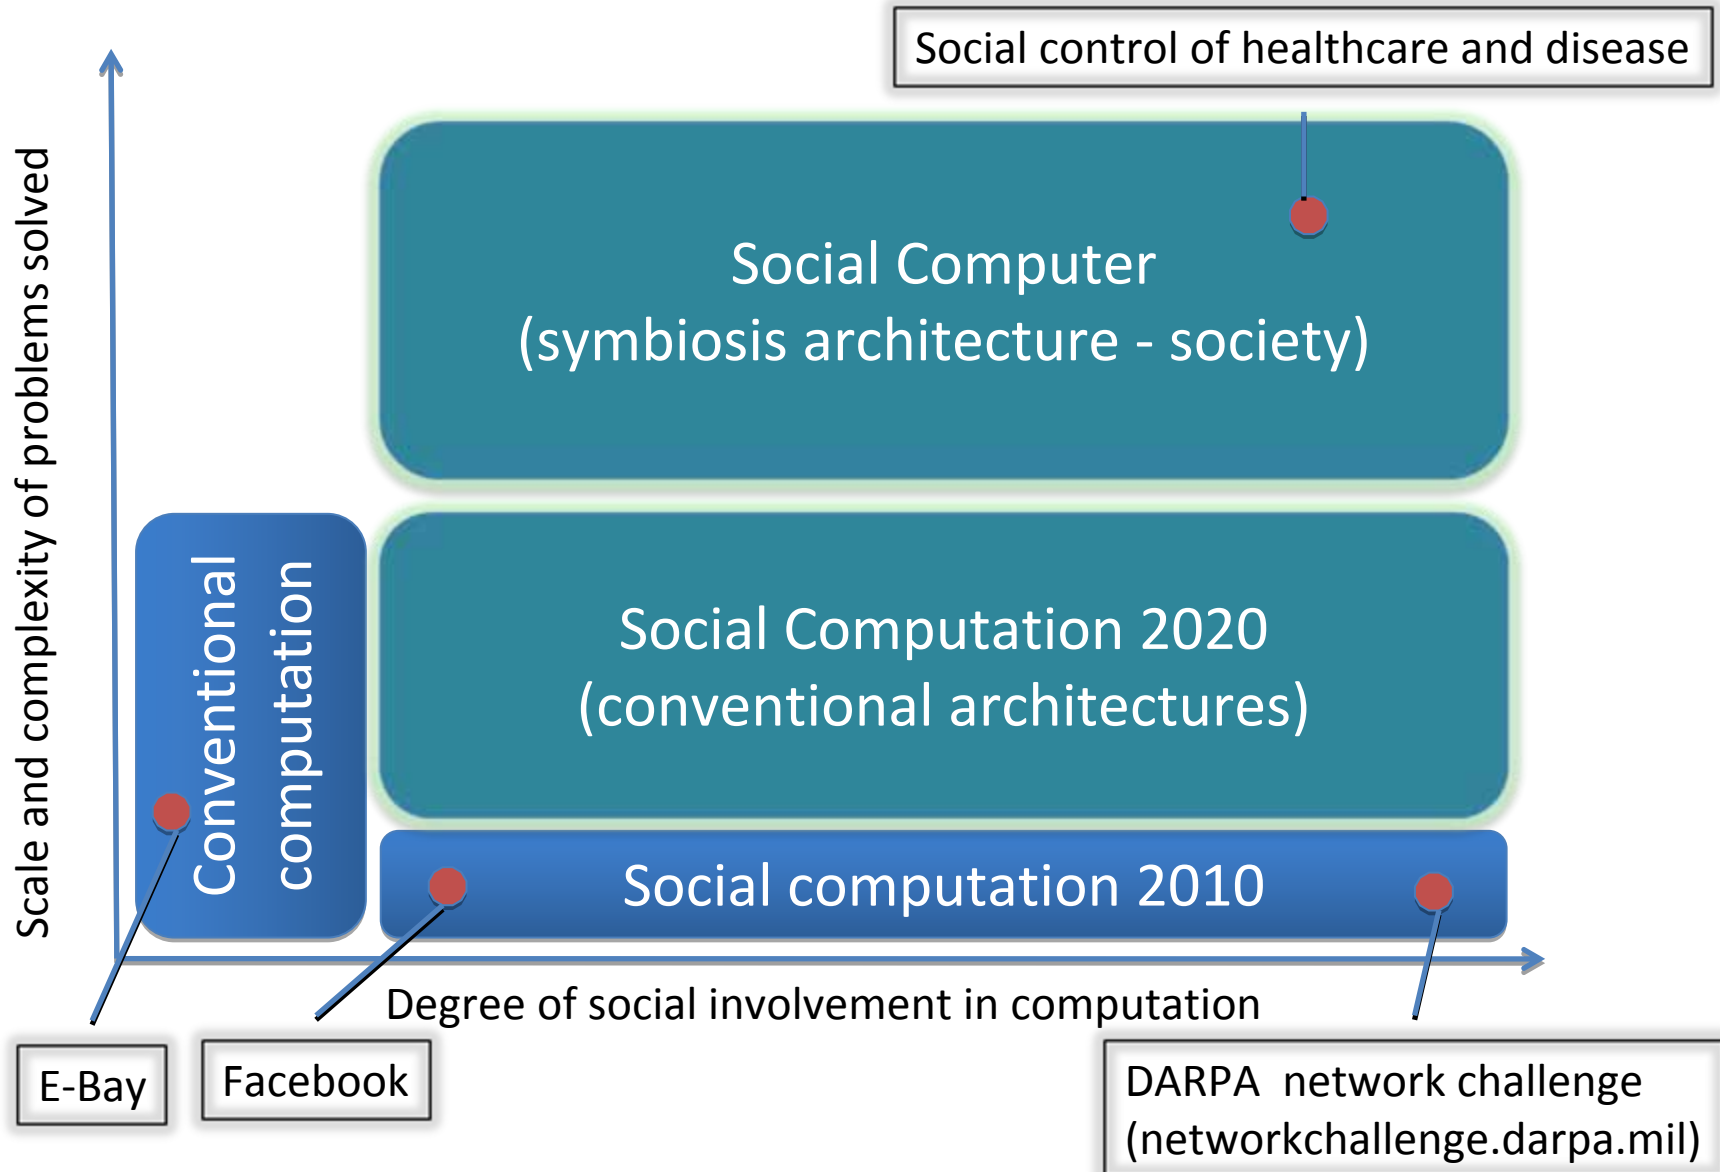 Social control of healthcare and disease
Scale and complexity of problems solved
Social Computer
(symbiosis architecture - society)
Conventional
computation
Social Computation 2020
(conventional architectures)
Social computation 2010
Degree of social involvement in computation
E-Bay
Facebook
DARPA network challenge
(networkchallenge.darpa.mil)